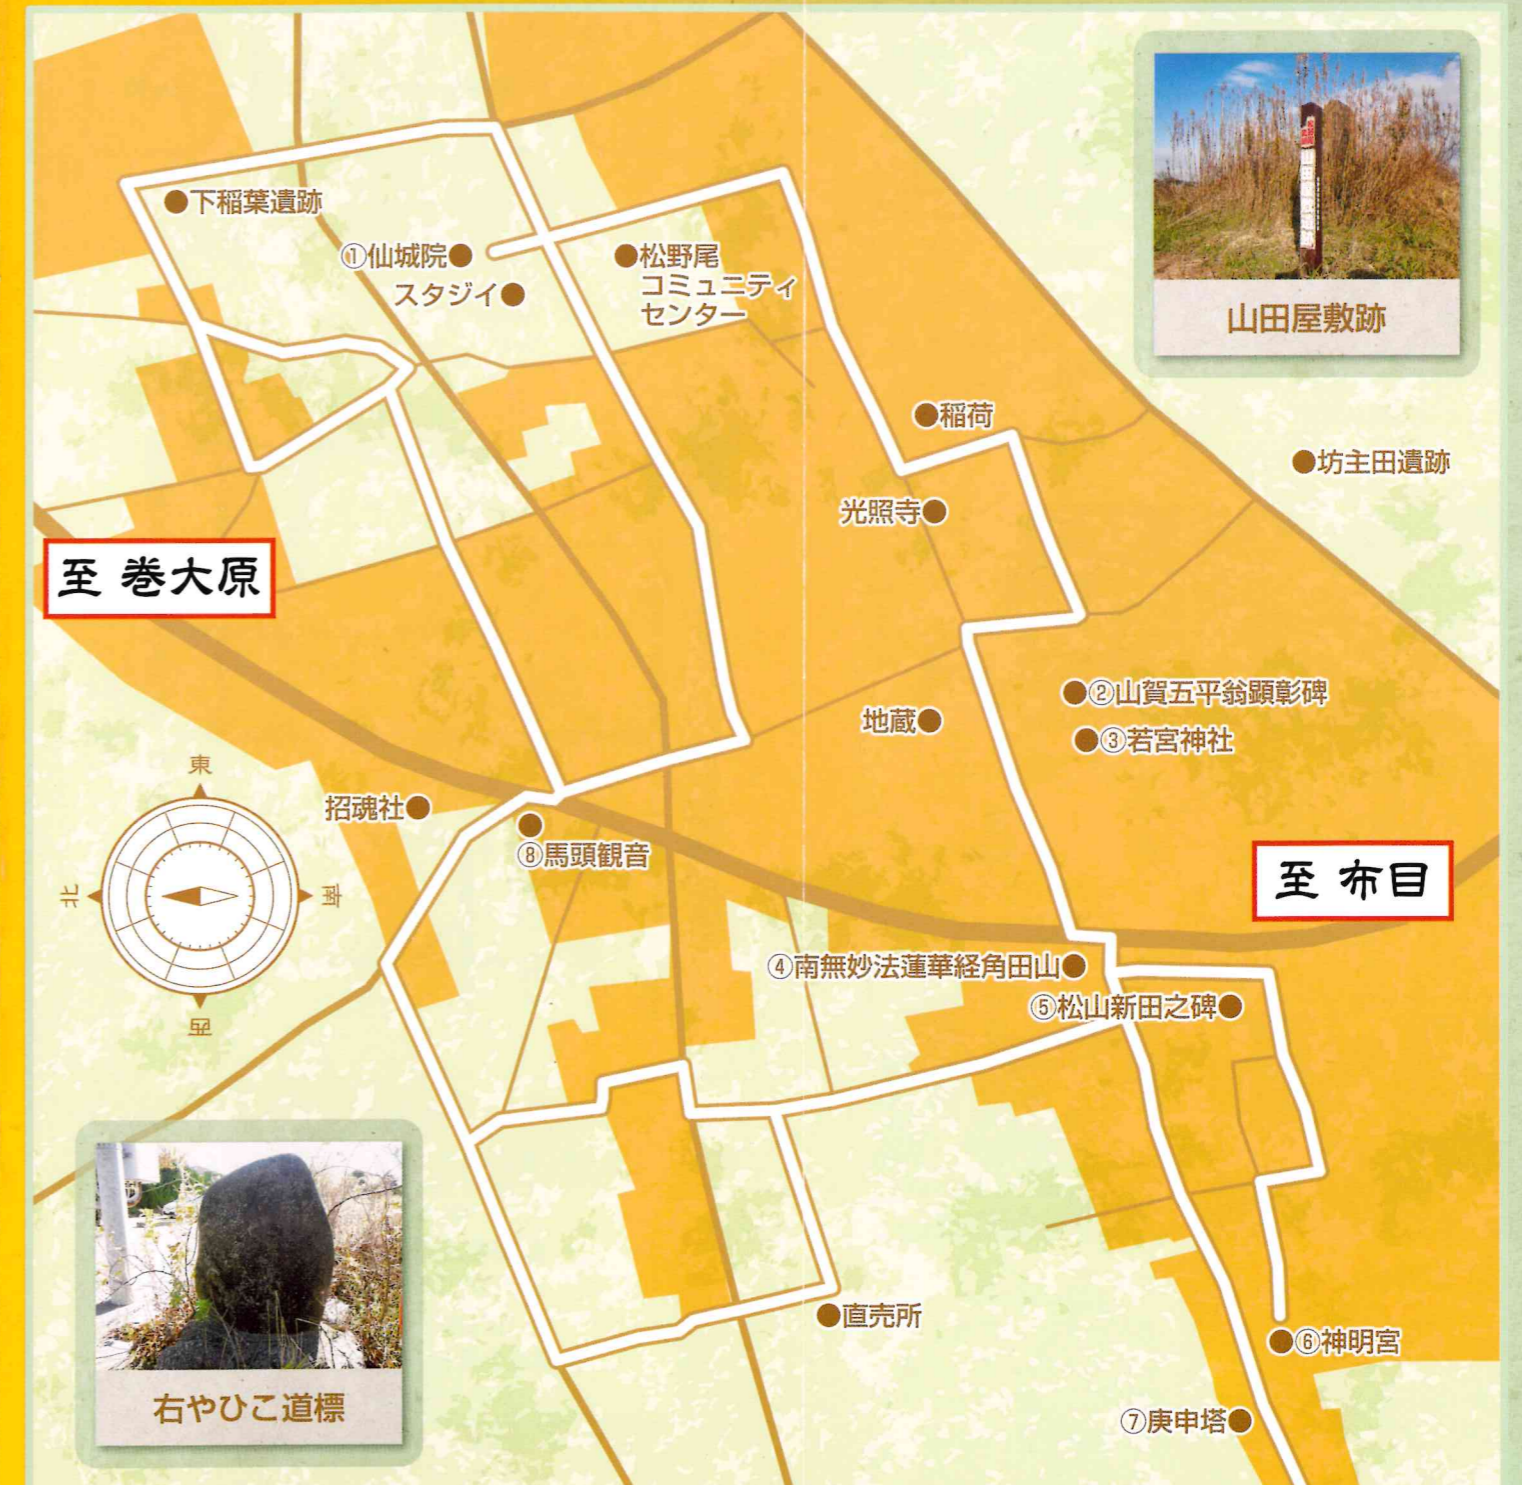 下稲葉遺跡
①仙城院
スタジイ
松野尾
コミュニティ
センター
山田屋敷跡
稲荷
坊主田遺跡
光照寺
至 巻大原
②山賀五平翁顕彰碑
地蔵
③若宮神社
東
招魂社
⑧馬頭観音
至 布目
北
南
④南無妙法蓮華経角田山
⑤松山新田之碑
西
直売所
⑥神明宮
右やひこ道標
⑦庚申塔